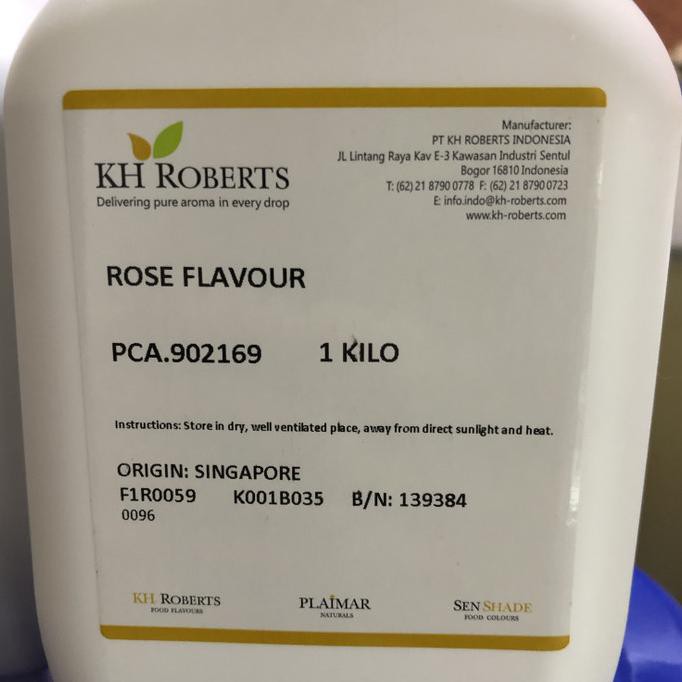 KH ROBERTS
Delivering pure aroma in every drop
Manufacturer:
PT KH ROBERTS INDONESIA
JL Lintang Raya Kav E-3 Kawasan Industri Sentul
Bogor 16810 Indonesia
T: (62) 21 8790 0778 F: (62) 21 8790 0723
E: info.indo@kh-roberts.com
www.kh-roberts.com
ROSE FLAVOUR
PCA.902169 1 KILO
Instructions: Store in dry, well ventilated place, away from direct sunlight and heat.
ORIGIN: SINGAPORE
F1R0059 K001B035 B/N: 139384
0096
KH ROBERTS
FOOD FLAVOURS
PLAIMAR
NATURALS
SEN SHADE
FOOD COLOURS